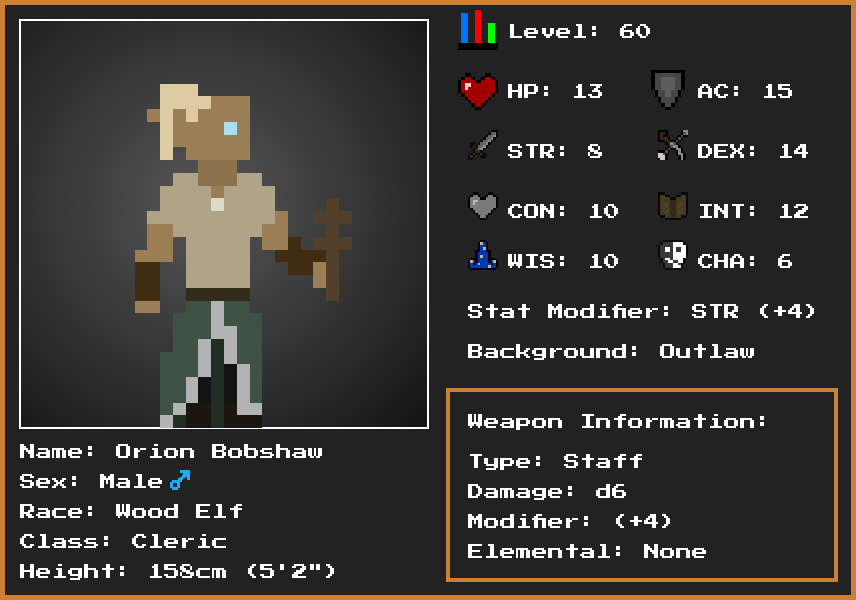 Level: 60
HP: 13
AC: 15
STR: 8
DEX: 14
CON: 10
INT: 12
WIS: 10
CHA: 6
Stat Modifier: STR (+4)
Background: Outlaw
Weapon Information:
Type: Staff
Damage: d6
Modifier: (+4)
Elemental: None
Name: Orion Bobshaw
Sex: Male ♂
Race: Wood Elf
Class: Cleric
Height: 158cm (5'2")